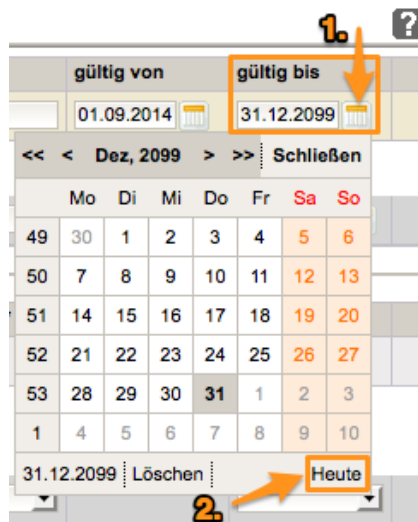 1.
?
gültig von gültig bis
01.09.2014 31.12.2099
<< < Dez, 2099 > >> Schließen
Mo Di Mi Do Fr Sa So
49 30 1 2 3 4 5 6
50 7 8 9 10 11 12 13
51 14 15 16 17 18 19 20
52 21 22 23 24 25 26 27
53 28 29 30 31 1 2 3
1 4 5 6 7 8 9 10
31.12.2099 Löschen Heute
2.